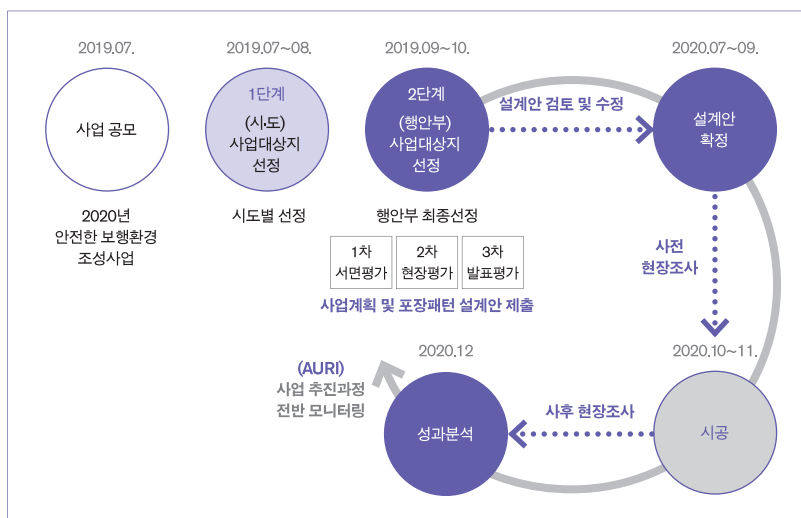 2019.07.
2019.07~08.
2019.09~10.
2020.07~09.
사업 공모
1단계
(시·도)
사업대상지
선정
2단계
(행안부)
사업대상지
선정
설계안 검토 및 수정
설계안
확정
2020년
안전한 보행환경
조성사업
시도별 선정
행안부 최종선정
1차
서면평가
2차
현장평가
3차
발표평가
사업계획 및 포장패턴 설계안 제출
사전
현장조사
2020.10~11.
2020.12
(AURI)
사업 추진과정
전반 모니터링
성과분석
사후 현장조사
시공